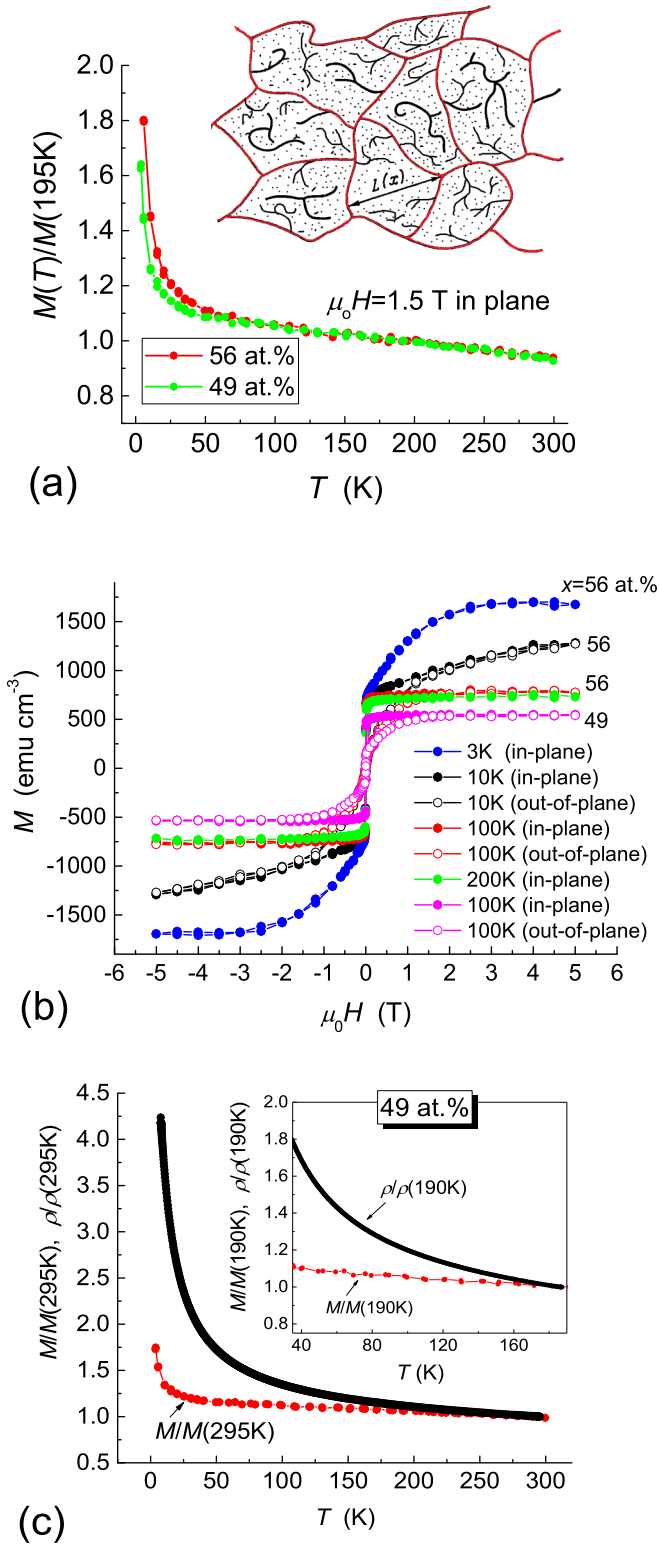 2.0
1.8
1.6
1.4
1.2
1.0
0.8
M(T)/M(195K)
L(x)
μoH=1.5 T in plane
56 at.%
49 at.%
0 50 100 150 200 250 300
(a)
T (K)
x=56 at.%
1500
1000
500
0
-500
-1000
-1500
M (emu cm-3)
56
56
49
3K (in-plane)
10K (in-plane)
10K (out-of-plane)
100K (in-plane)
100K (out-of-plane)
200K (in-plane)
100K (in-plane)
100K (out-of-plane)
-6 -5 -4 -3 -2 -1 0 1 2 3 4 5 6
(b)
μ0H (T)
4.5
4.0
3.5
3.0
2.5
2.0
1.5
1.0
0.5
M/M(295K), ρ/ρ(295K)
49 at.%
2.0
1.8
1.6
1.4
1.2
1.0
0.8
M/M(190K), ρ/ρ(190K)
ρ/ρ(190K)
M/M(190K)
40 80 120 160
T (K)
M/M(295K)
0 50 100 150 200 250 300
(c)
T (K)